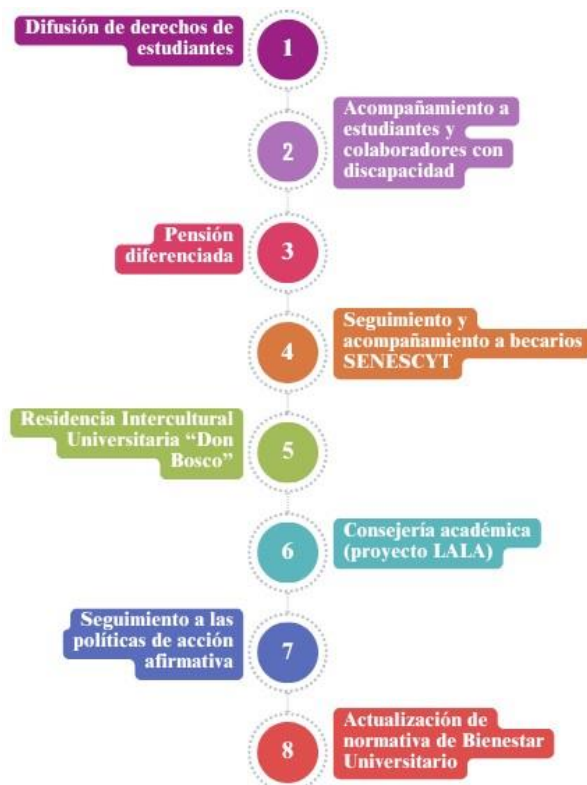 Difusión de derechos de
estudiantes
1
Acompañamiento a
estudiantes y
colaboradores con
discapacidad
2
Pensión
diferenciada
3
Seguimiento y
acompañamiento a becarios
SENESCYT
4
Residencia Intercultural
Universitaria “Don
Bosco”
5
Consejería académica
(proyecto LALA)
6
Seguimiento a las
políticas de acción
afirmativa
7
Actualización de
normativa de Bienestar
Universitario
8